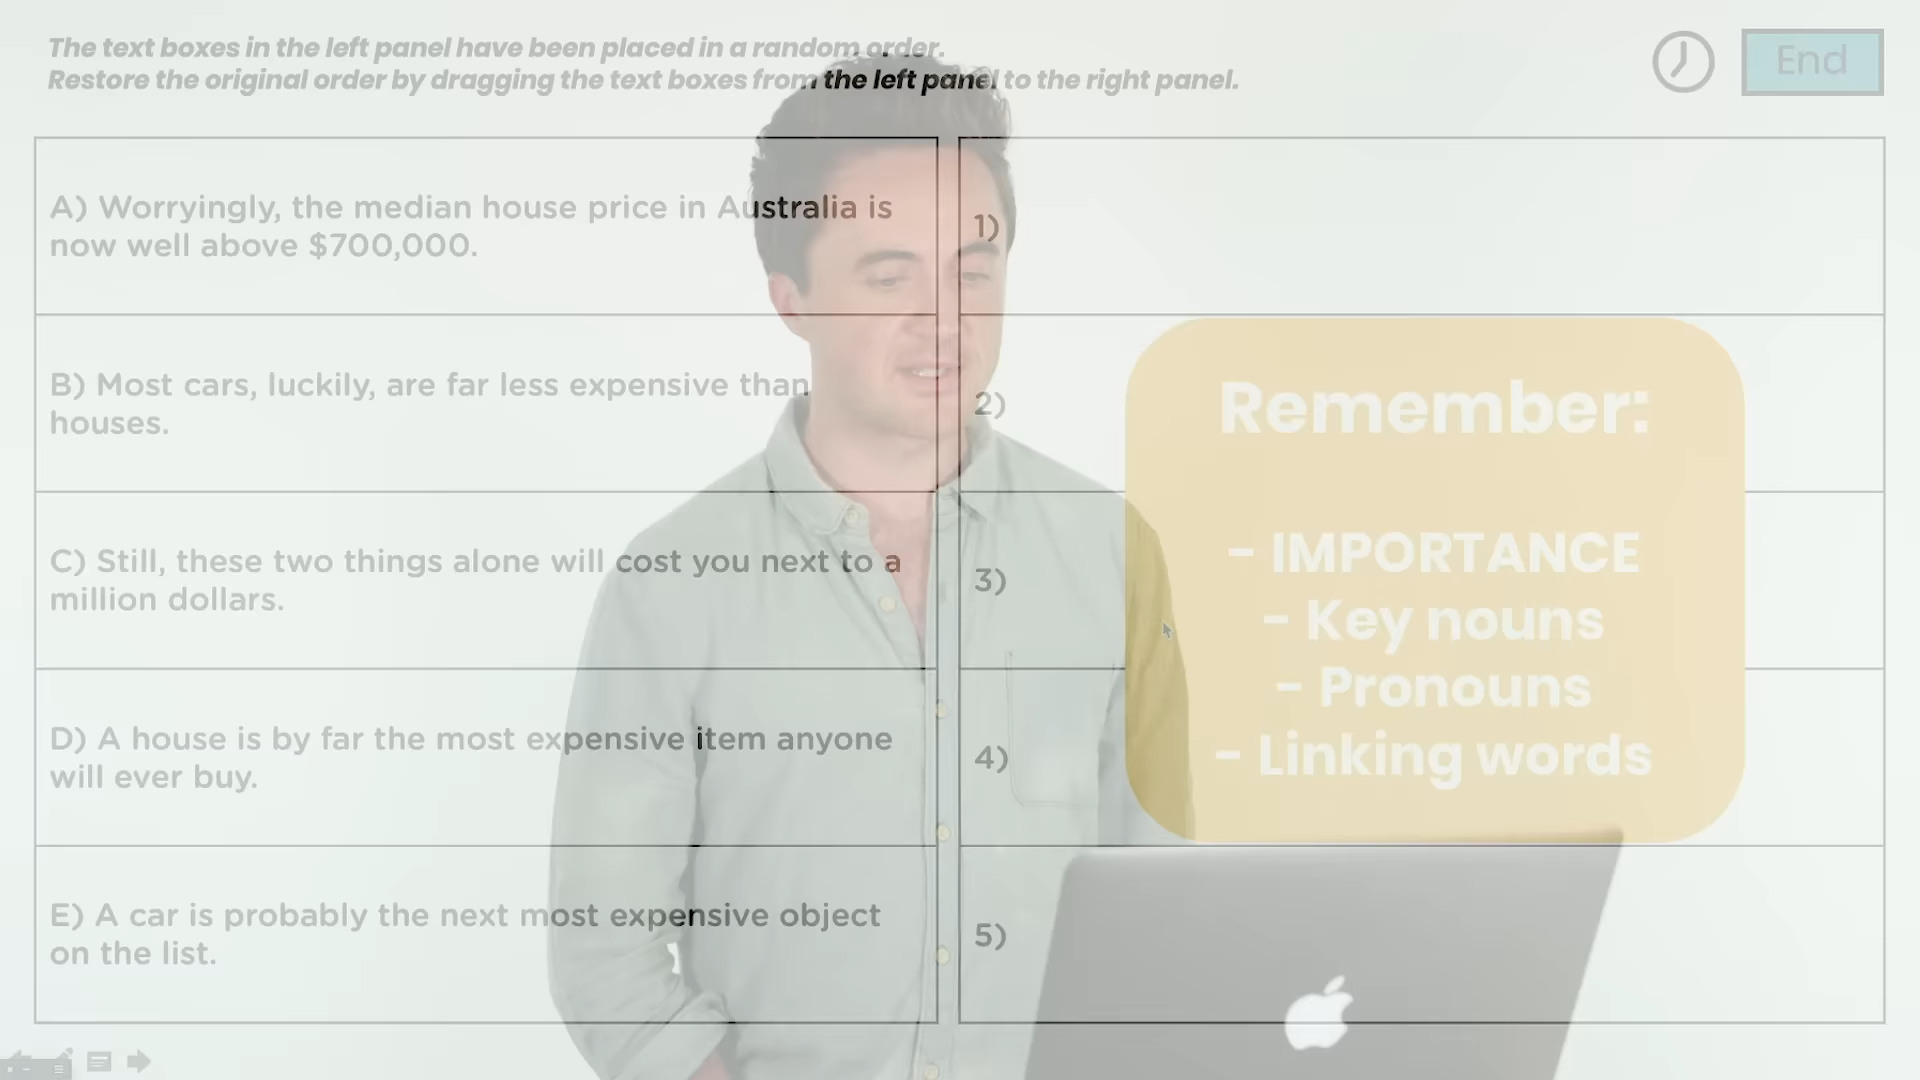 The text boxes in the left panel have been placed in a random order.
Restore the original order by dragging the text boxes from the left panel to the right panel.
End
A) Worryingly, the median house price in Australia is
now well above $700,000.
B) Most cars, luckily, are far less expensive than
houses.
C) Still, these two things alone will cost you next to a
million dollars.
D) A house is by far the most expensive item anyone
will ever buy.
E) A car is probably the next most expensive object
on the list.
1)
2)
3)
4)
5)
Remember:
- IMPORTANCE
- Key nouns
- Pronouns
- Linking words